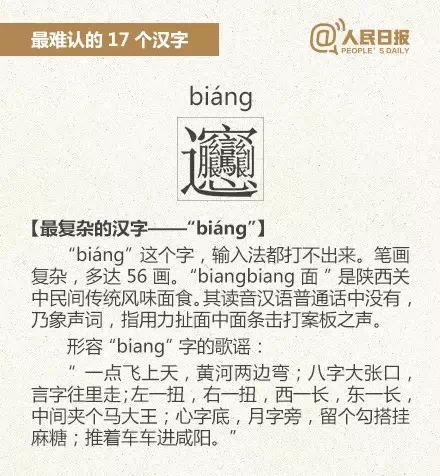 最难认的 17 个汉字
@人民日报
PEOPLE'S DAILY
biáng
𰻞
【最复杂的汉字——“biáng”】
“biáng”这个字，输入法都打不出来。笔画
复杂，多达 56 画。“biangbiang 面 ”是陕西关
中民间传统风味面食。其读音汉语普通话中没有，
乃象声词，指用力扯面中面条击打案板之声。
形容 “biang” 字的歌谣：
“ 一点飞上天，黄河两边弯；八字大张口，
言字往里走；左一扭，右一扭，西一长，东一长，
中间夹个马大王；心字底，月字旁，留个勾搭挂
麻糖；推着车车进咸阳。”